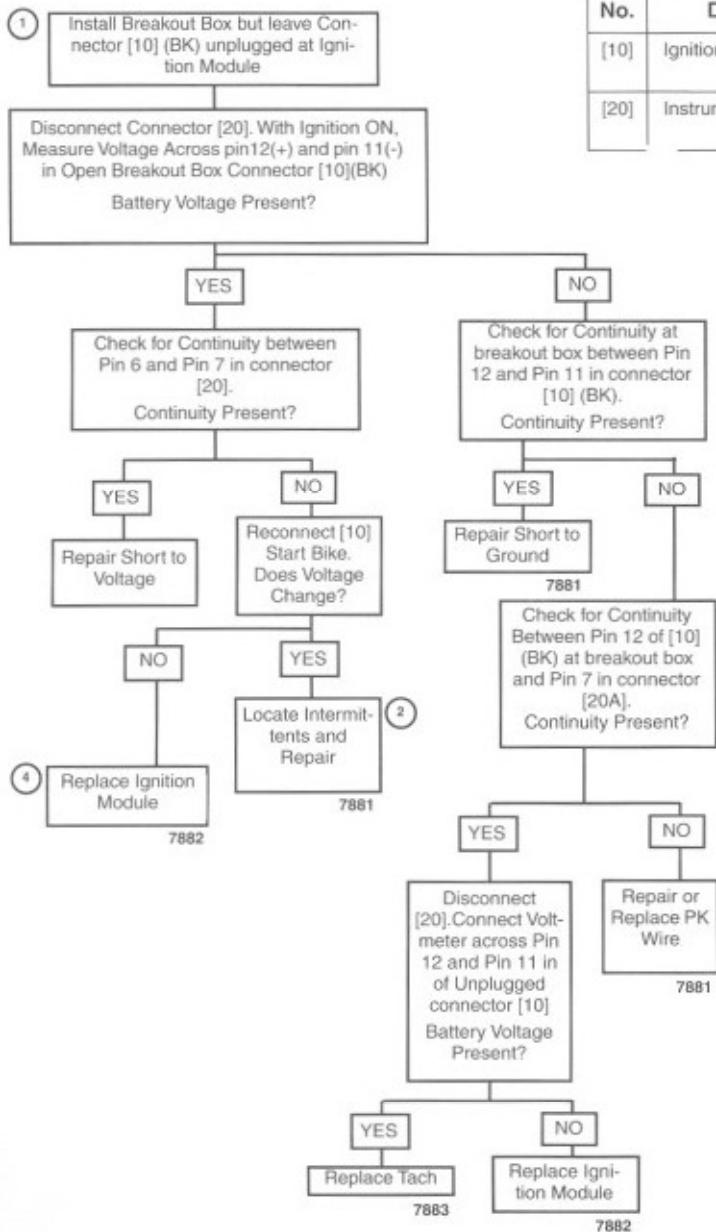 1
Install Breakout Box but leave Con-
nector [10] (BK) unplugged at Igni-
tion Module
No.
D
[10]
Ignition
[20]
Instrum
Disconnect Connector [20]. With Ignition ON,
Measure Voltage Across pin12(+) and pin 11(-)
in Open Breakout Box Connector [10](BK)
Battery Voltage Present?
YES
NO
Check for Continuity between
Pin 6 and Pin 7 in connector
[20].
Continuity Present?
Check for Continuity at
breakout box between Pin
12 and Pin 11 in connector
[10] (BK).
Continuity Present?
YES
NO
YES
NO
Repair Short to
Voltage
Reconnect [10]
Start Bike.
Does Voltage
Change?
Repair Short to
Ground
7881
NO
YES
Check for Continuity
Between Pin 12 of [10]
(BK) at breakout box
and Pin 7 in connector
[20A].
Continuity Present?
4
Replace Ignition
Module
7882
Locate Intermit-
tents and
Repair
2
7881
YES
NO
Disconnect
[20].Connect Volt-
meter across Pin
12 and Pin 11 in
of Unplugged
connector [10]
Battery Voltage
Present?
Repair or
Replace PK
Wire
7881
YES
NO
Replace Tach
7883
Replace Igni-
tion Module
7882